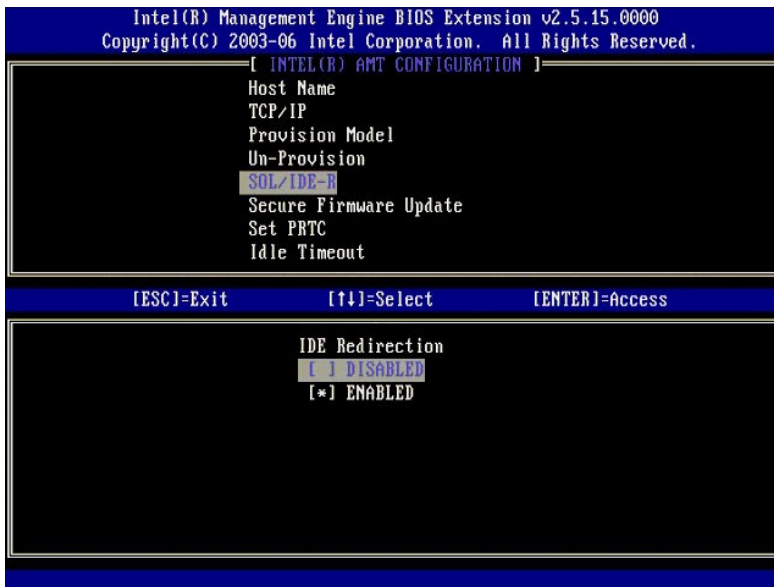 Intel(R) Management Engine BIOS Extension v2.5.15.0000
Copyright(C) 2003-06 Intel Corporation. All Rights Reserved.
[ INTEL(R) AMT CONFIGURATION ]
Host Name
TCP/IP
Provision Model
Un-Provision
SOL/IDE-R
Secure Firmware Update
Set PRTC
Idle Timeout
[ESC]=Exit [↑↓]=Select [ENTER]=Access
IDE Redirection
[ ] DISABLED
[*] ENABLED